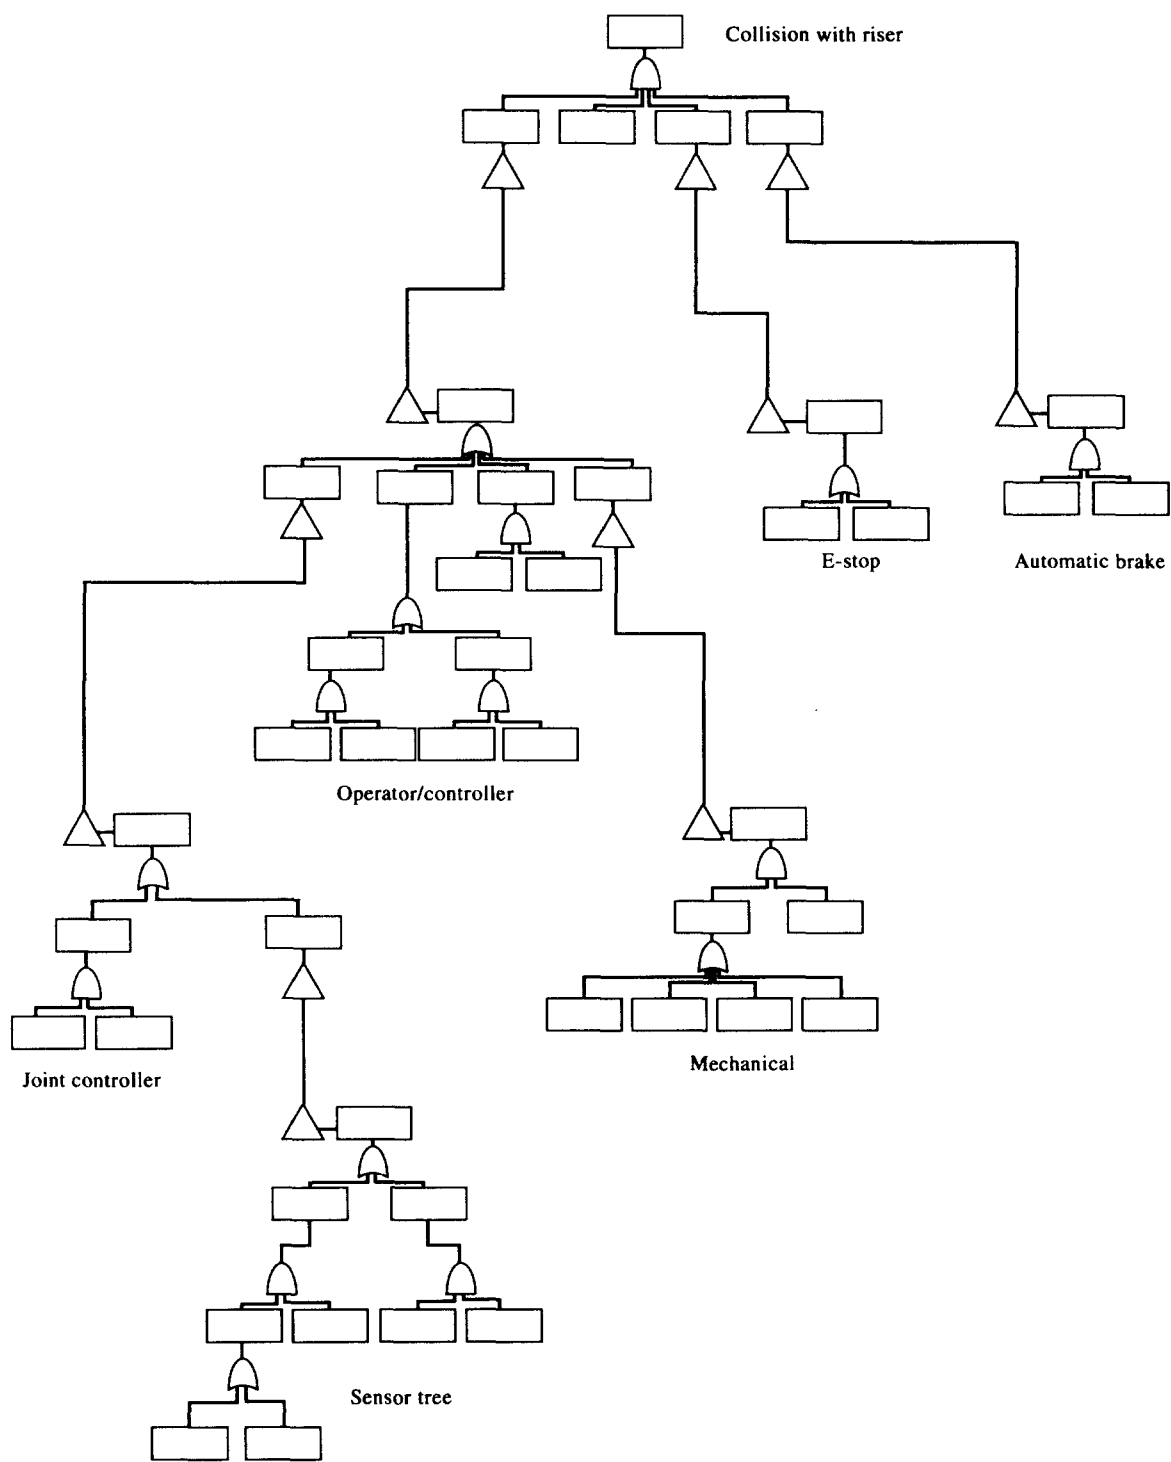 Collision with riser
E-stop
Automatic brake
Operator/controller
Mechanical
Joint controller
Sensor tree